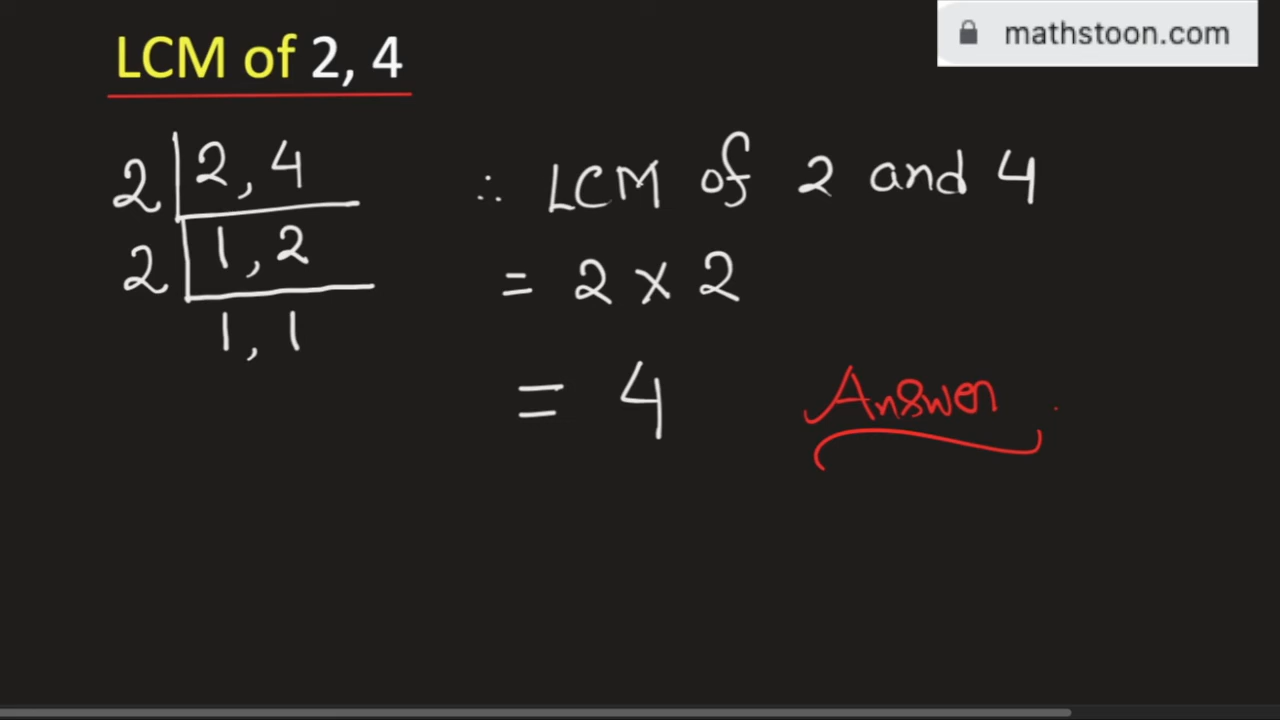 mathstoon.com
LCM of 2, 4
2 | 2, 4
2 | 1, 2
1, 1
∴ LCM of 2 and 4
= 2 × 2
= 4 Answer